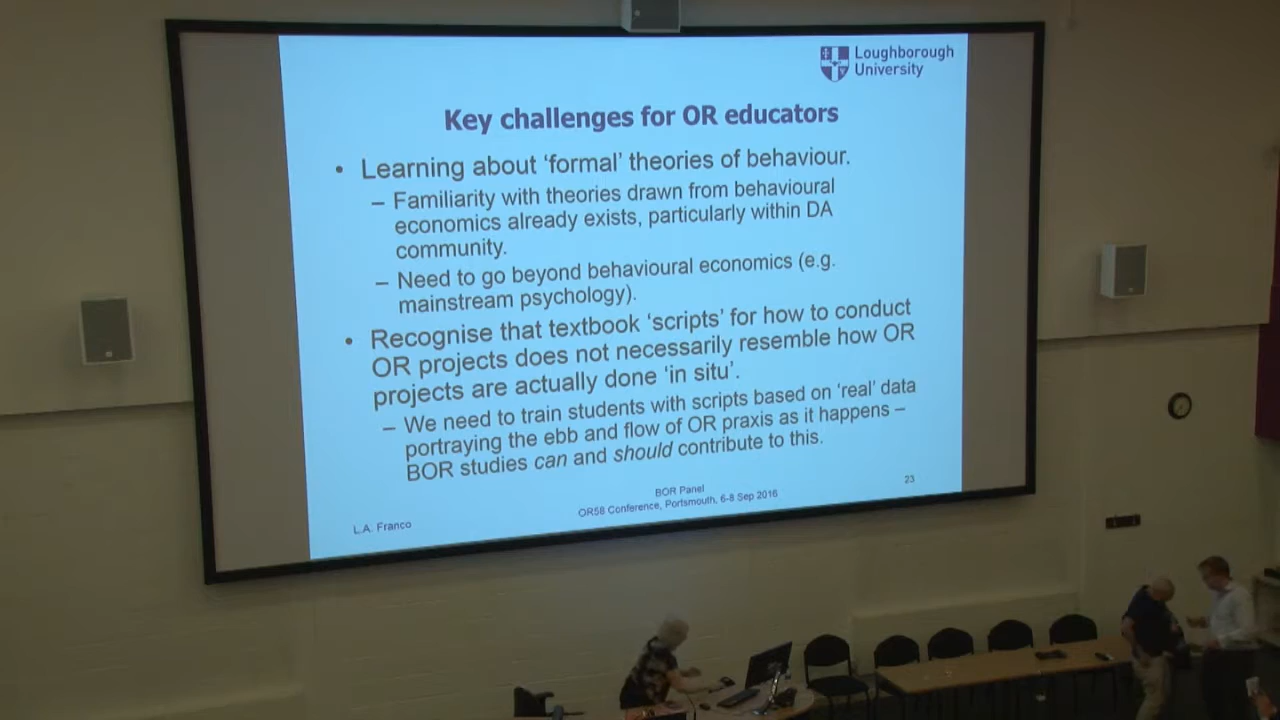 Loughborough
University
Key challenges for OR educators
• Learning about ‘formal’ theories of behaviour.
– Familiarity with theories drawn from behavioural
economics already exists, particularly within DA
community.
– Need to go beyond behavioural economics (e.g.
mainstream psychology).
• Recognise that textbook ‘scripts’ for how to conduct
OR projects does not necessarily resemble how OR
projects are actually done ‘in situ’.
– We need to train students with scripts based on ‘real’ data
portraying the ebb and flow of OR praxis as it happens –
BOR studies can and should contribute to this.
L.A. Franco
BOR Panel
OR58 Conference, Portsmouth, 6-8 Sep 2016
23